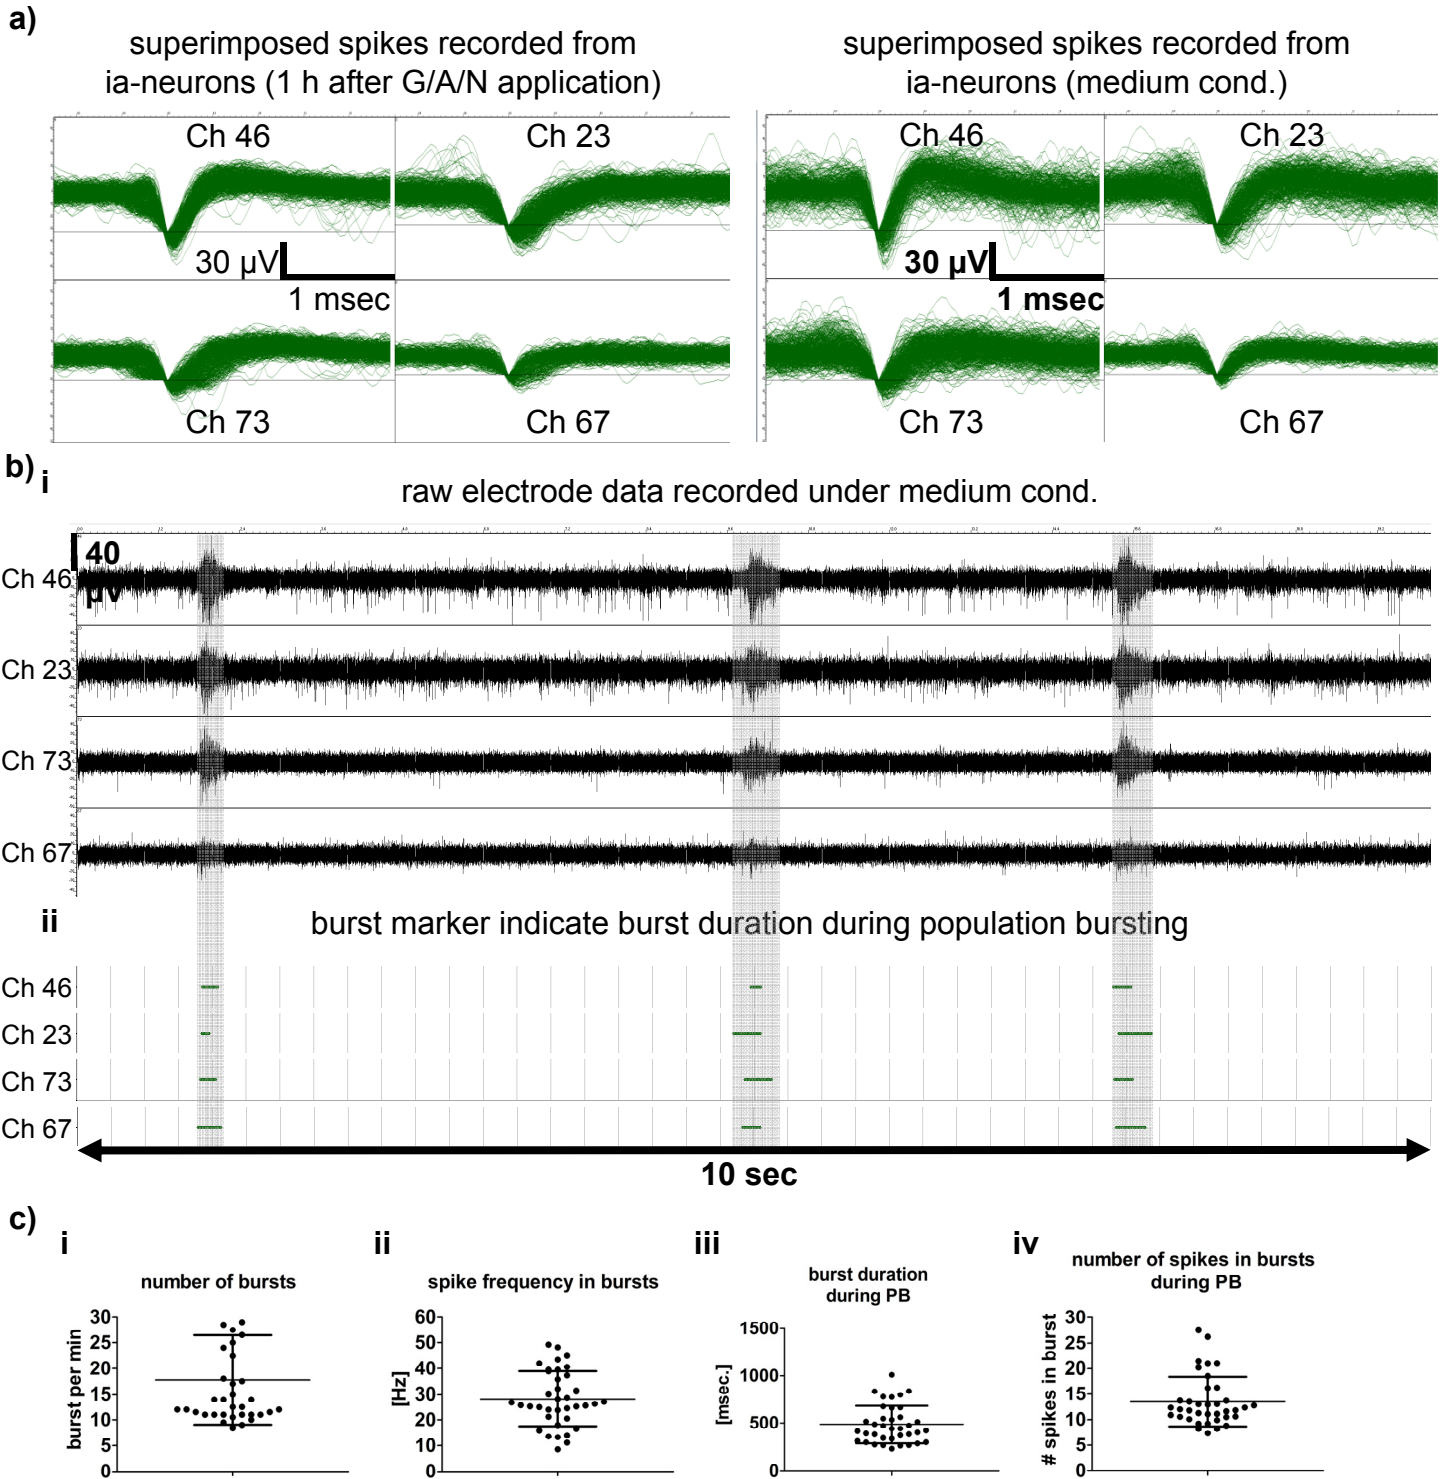 a)
superimposed spikes recorded from
ia-neurons (1 h after G/A/N application)
superimposed spikes recorded from
ia-neurons (medium cond.)
Ch 46
Ch 23
30 µV
1 msec
Ch 73
Ch 67
Ch 46
Ch 23
30 µV
1 msec
Ch 73
Ch 67
b)
i
raw electrode data recorded under medium cond.
40
µV
Ch 46
Ch 23
Ch 73
Ch 67
ii
burst marker indicate burst duration during population bursting
Ch 46
Ch 23
Ch 73
Ch 67
10 sec
c)
i
number of bursts
burst per min
30
25
20
15
10
5
0
ii
spike frequency in bursts
[Hz]
60
50
40
30
20
10
0
iii
burst duration
during PB
[msec.]
1500
1000
500
0
iv
number of spikes in bursts
during PB
# spikes in burst
30
25
20
15
10
5
0